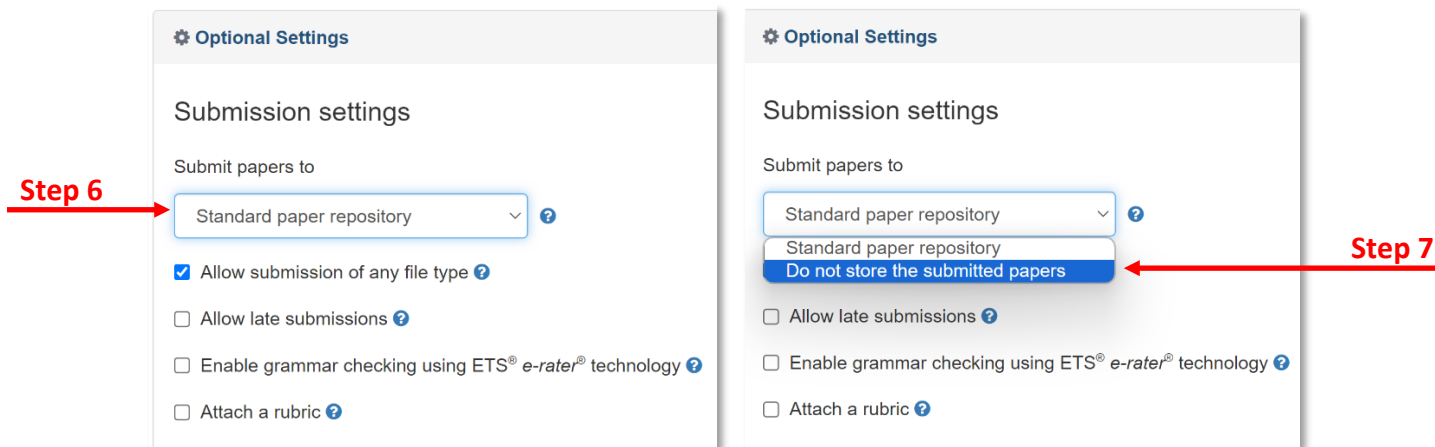 Optional Settings
Submission settings
Submit papers to
Step 6
Standard paper repository
Allow submission of any file type
Allow late submissions
Enable grammar checking using ETS® e-rater® technology
Attach a rubric
Optional Settings
Submission settings
Submit papers to
Standard paper repository
Standard paper repository
Do not store the submitted papers
Step 7
Allow late submissions
Enable grammar checking using ETS® e-rater® technology
Attach a rubric